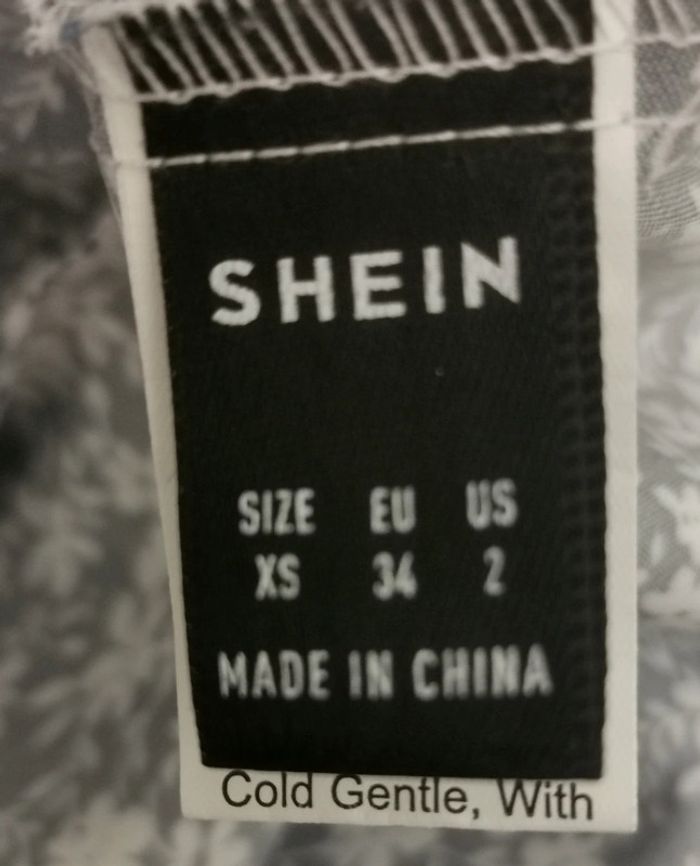 SHEIN
SIZE EU US
XS 34 2
MADE IN CHINA
Cold Gentle, With